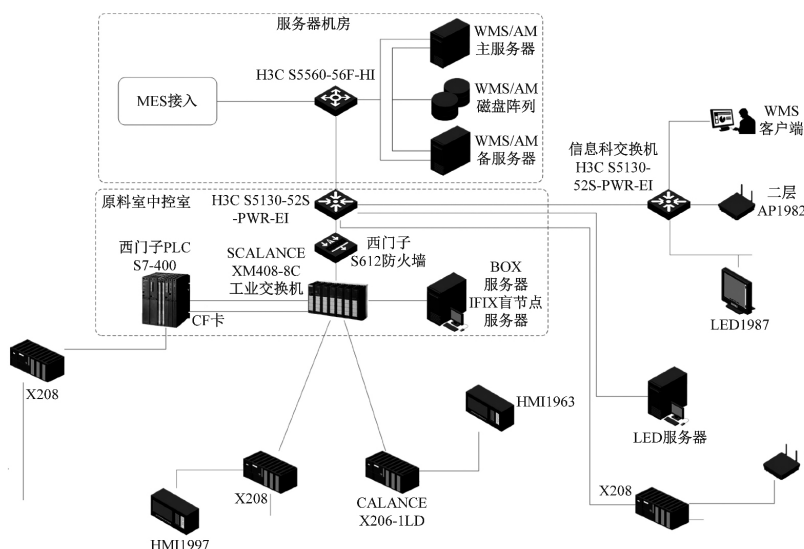 服务器机房
WMS/AM
主服务器
H3C S5560-56F-HI
MES接入
WMS/AM
磁盘阵列
WMS/AM
备服务器
WMS
客户端
信息科交换机
H3C S5130-
52S-PWR-EI
二层
AP1982
LED1987
原料室中控室
H3C S5130-52S
-PWR-EI
西门子PLC
S7-400
SCALANCE
XM408-8C
工业交换机
西门子
S612防火墙
BOX
服务器
IFIX盲节点
服务器
CF卡
X208
HMI1963
LED服务器
X208
HMI1997
CALANCE
X206-1LD
X208